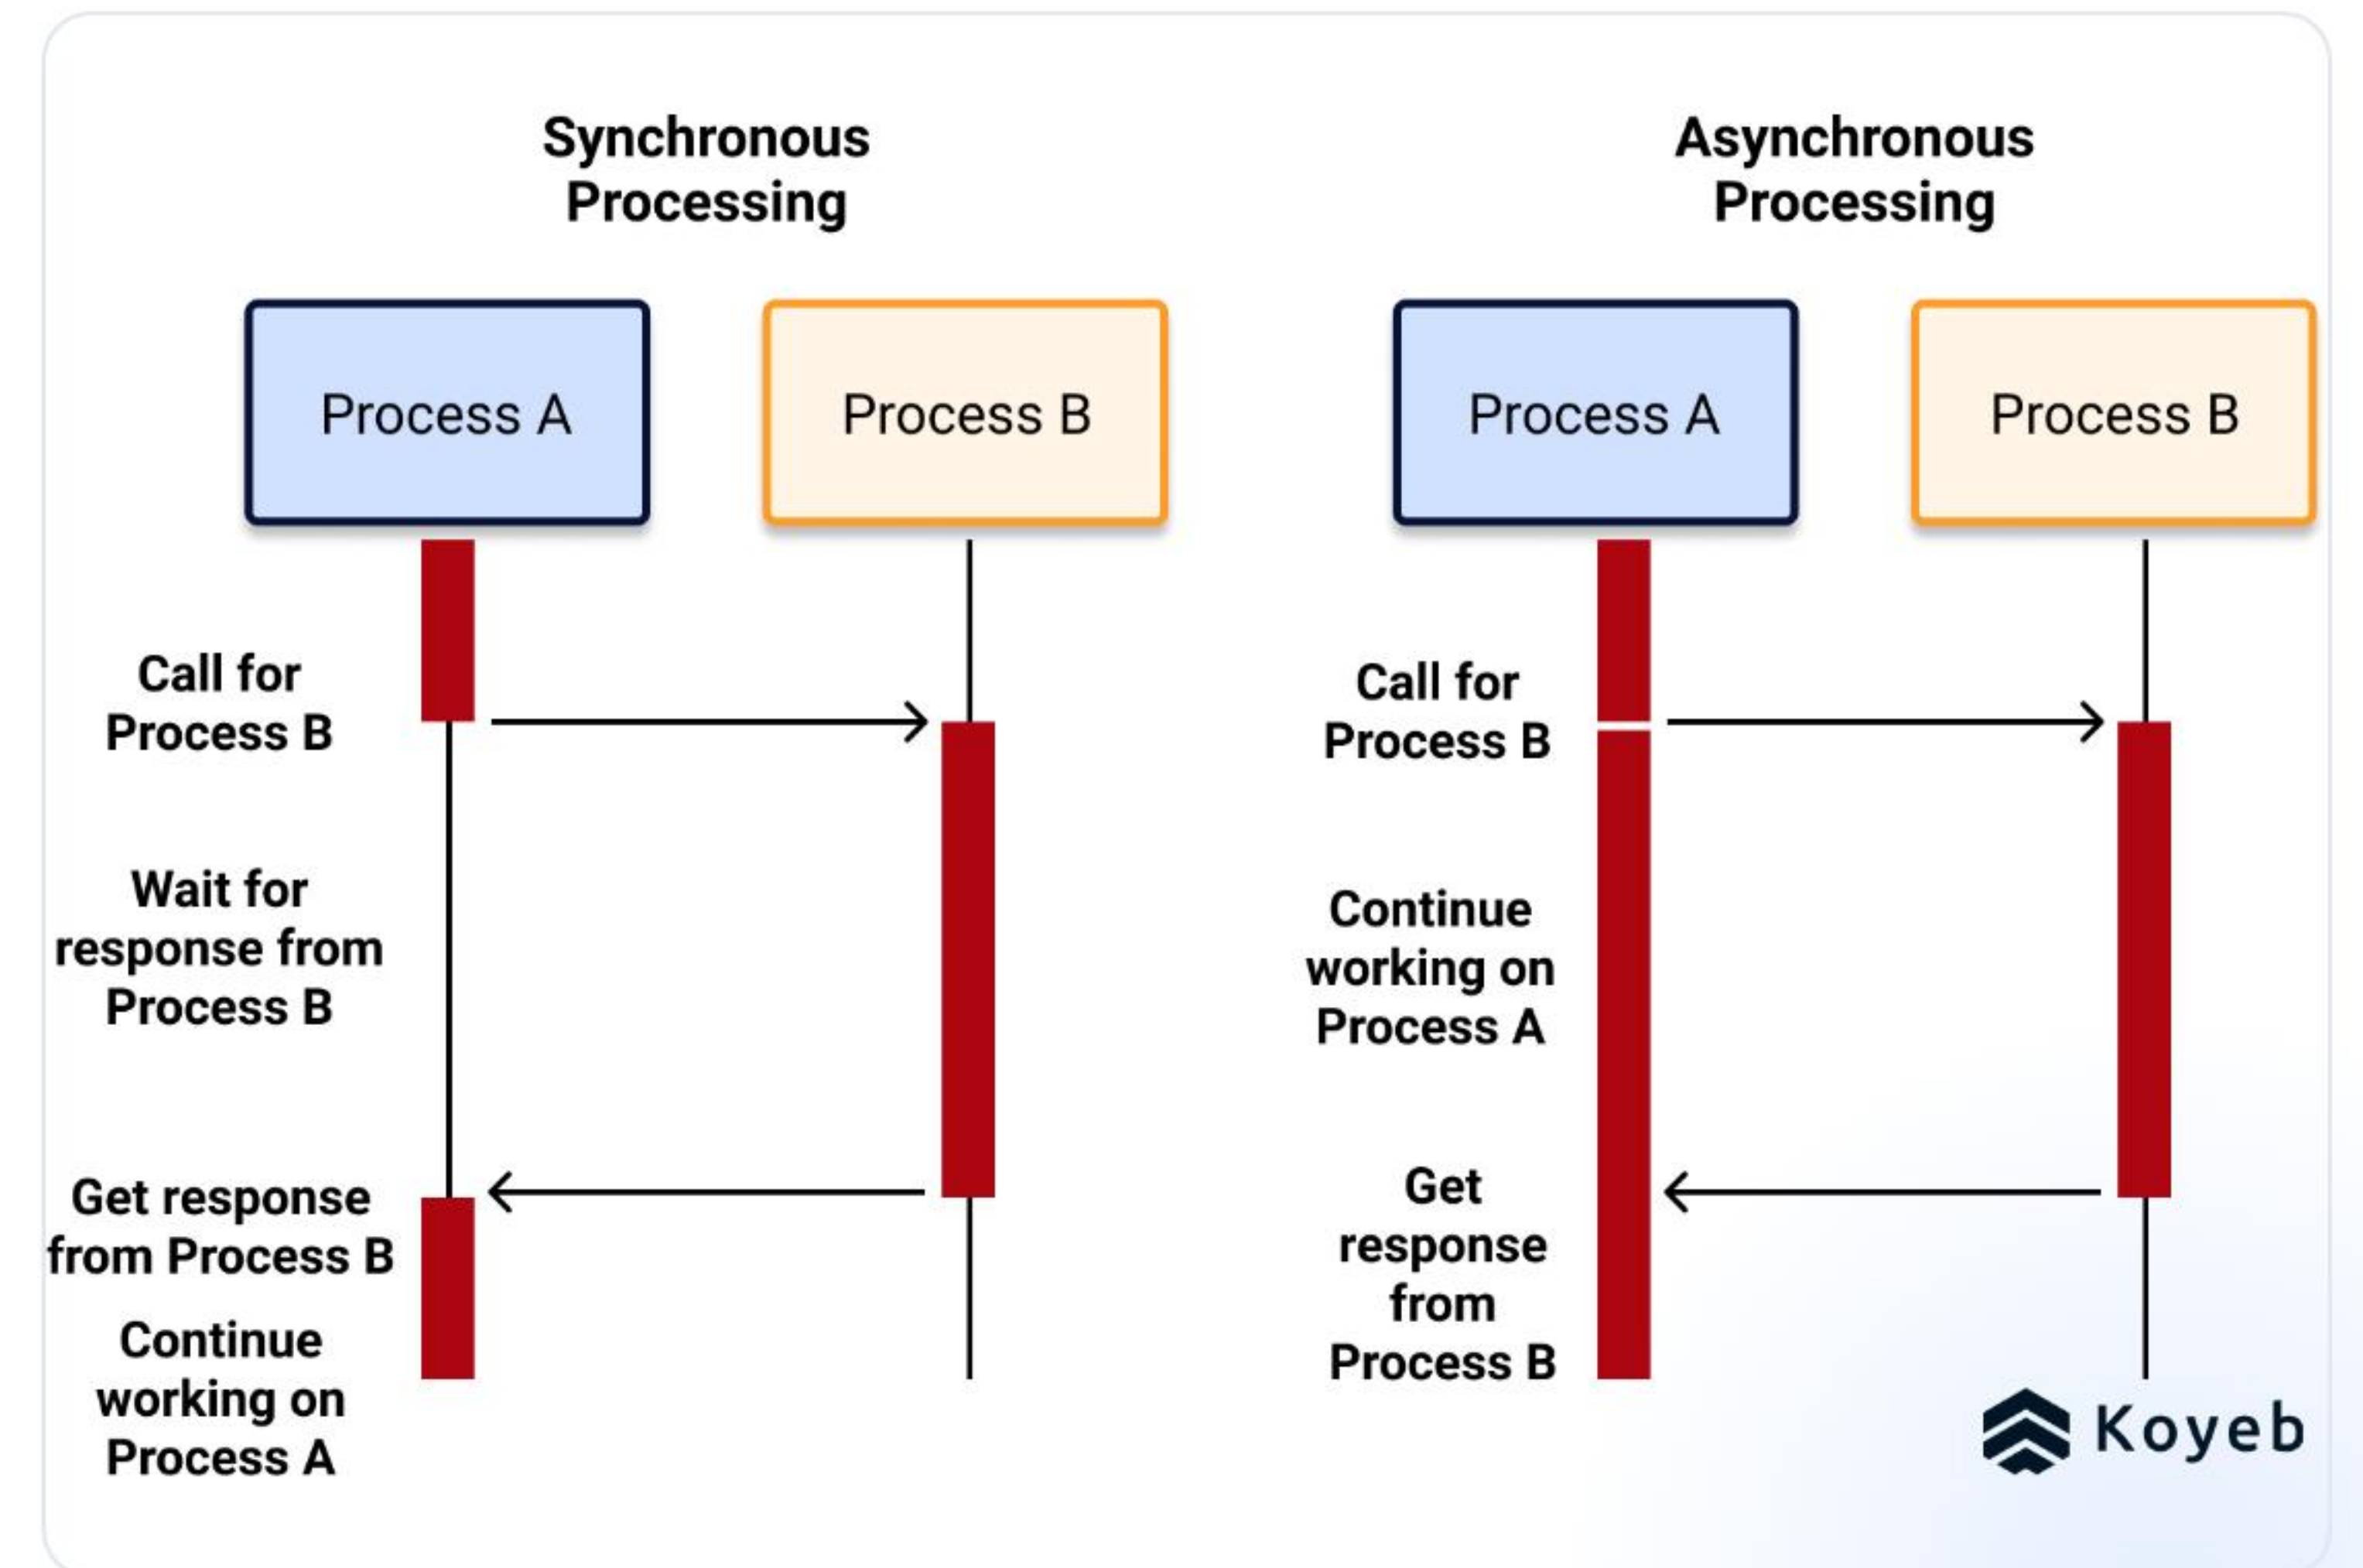 Synchronous
Processing
Process A
Process B
Call for
Process B
Wait for
response from
Process B
Get response
from Process B
Continue
working on
Process A
Asynchronous
Processing
Process A
Process B
Call for
Process B
Continue
working on
Process A
Get
response
from
Process B
Koyeb